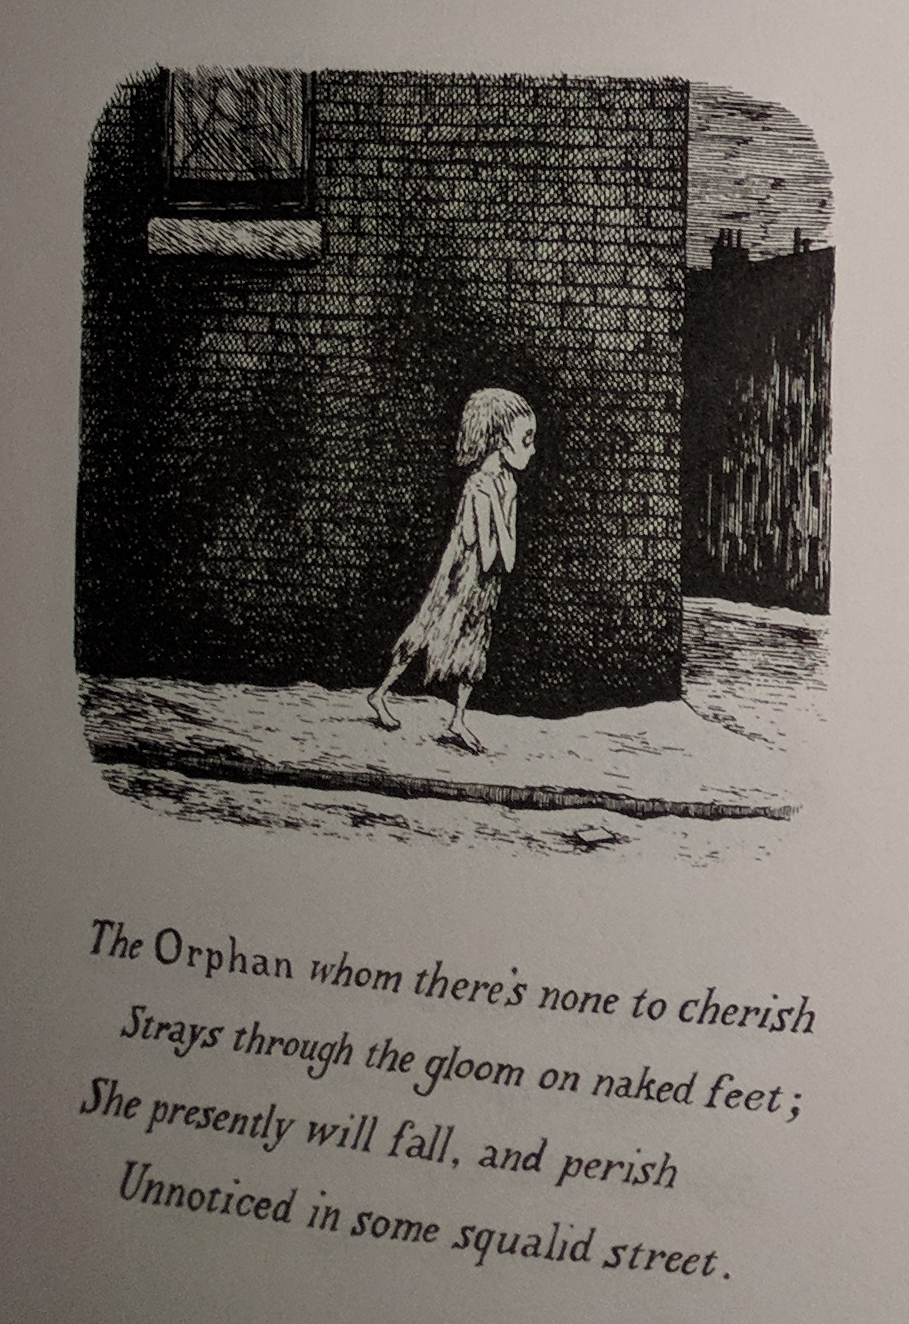 The Orphan whom there's none to cherish
Strays through the gloom on naked feet;
She presently will fall, and perish
Unnoticed in some squalid street.